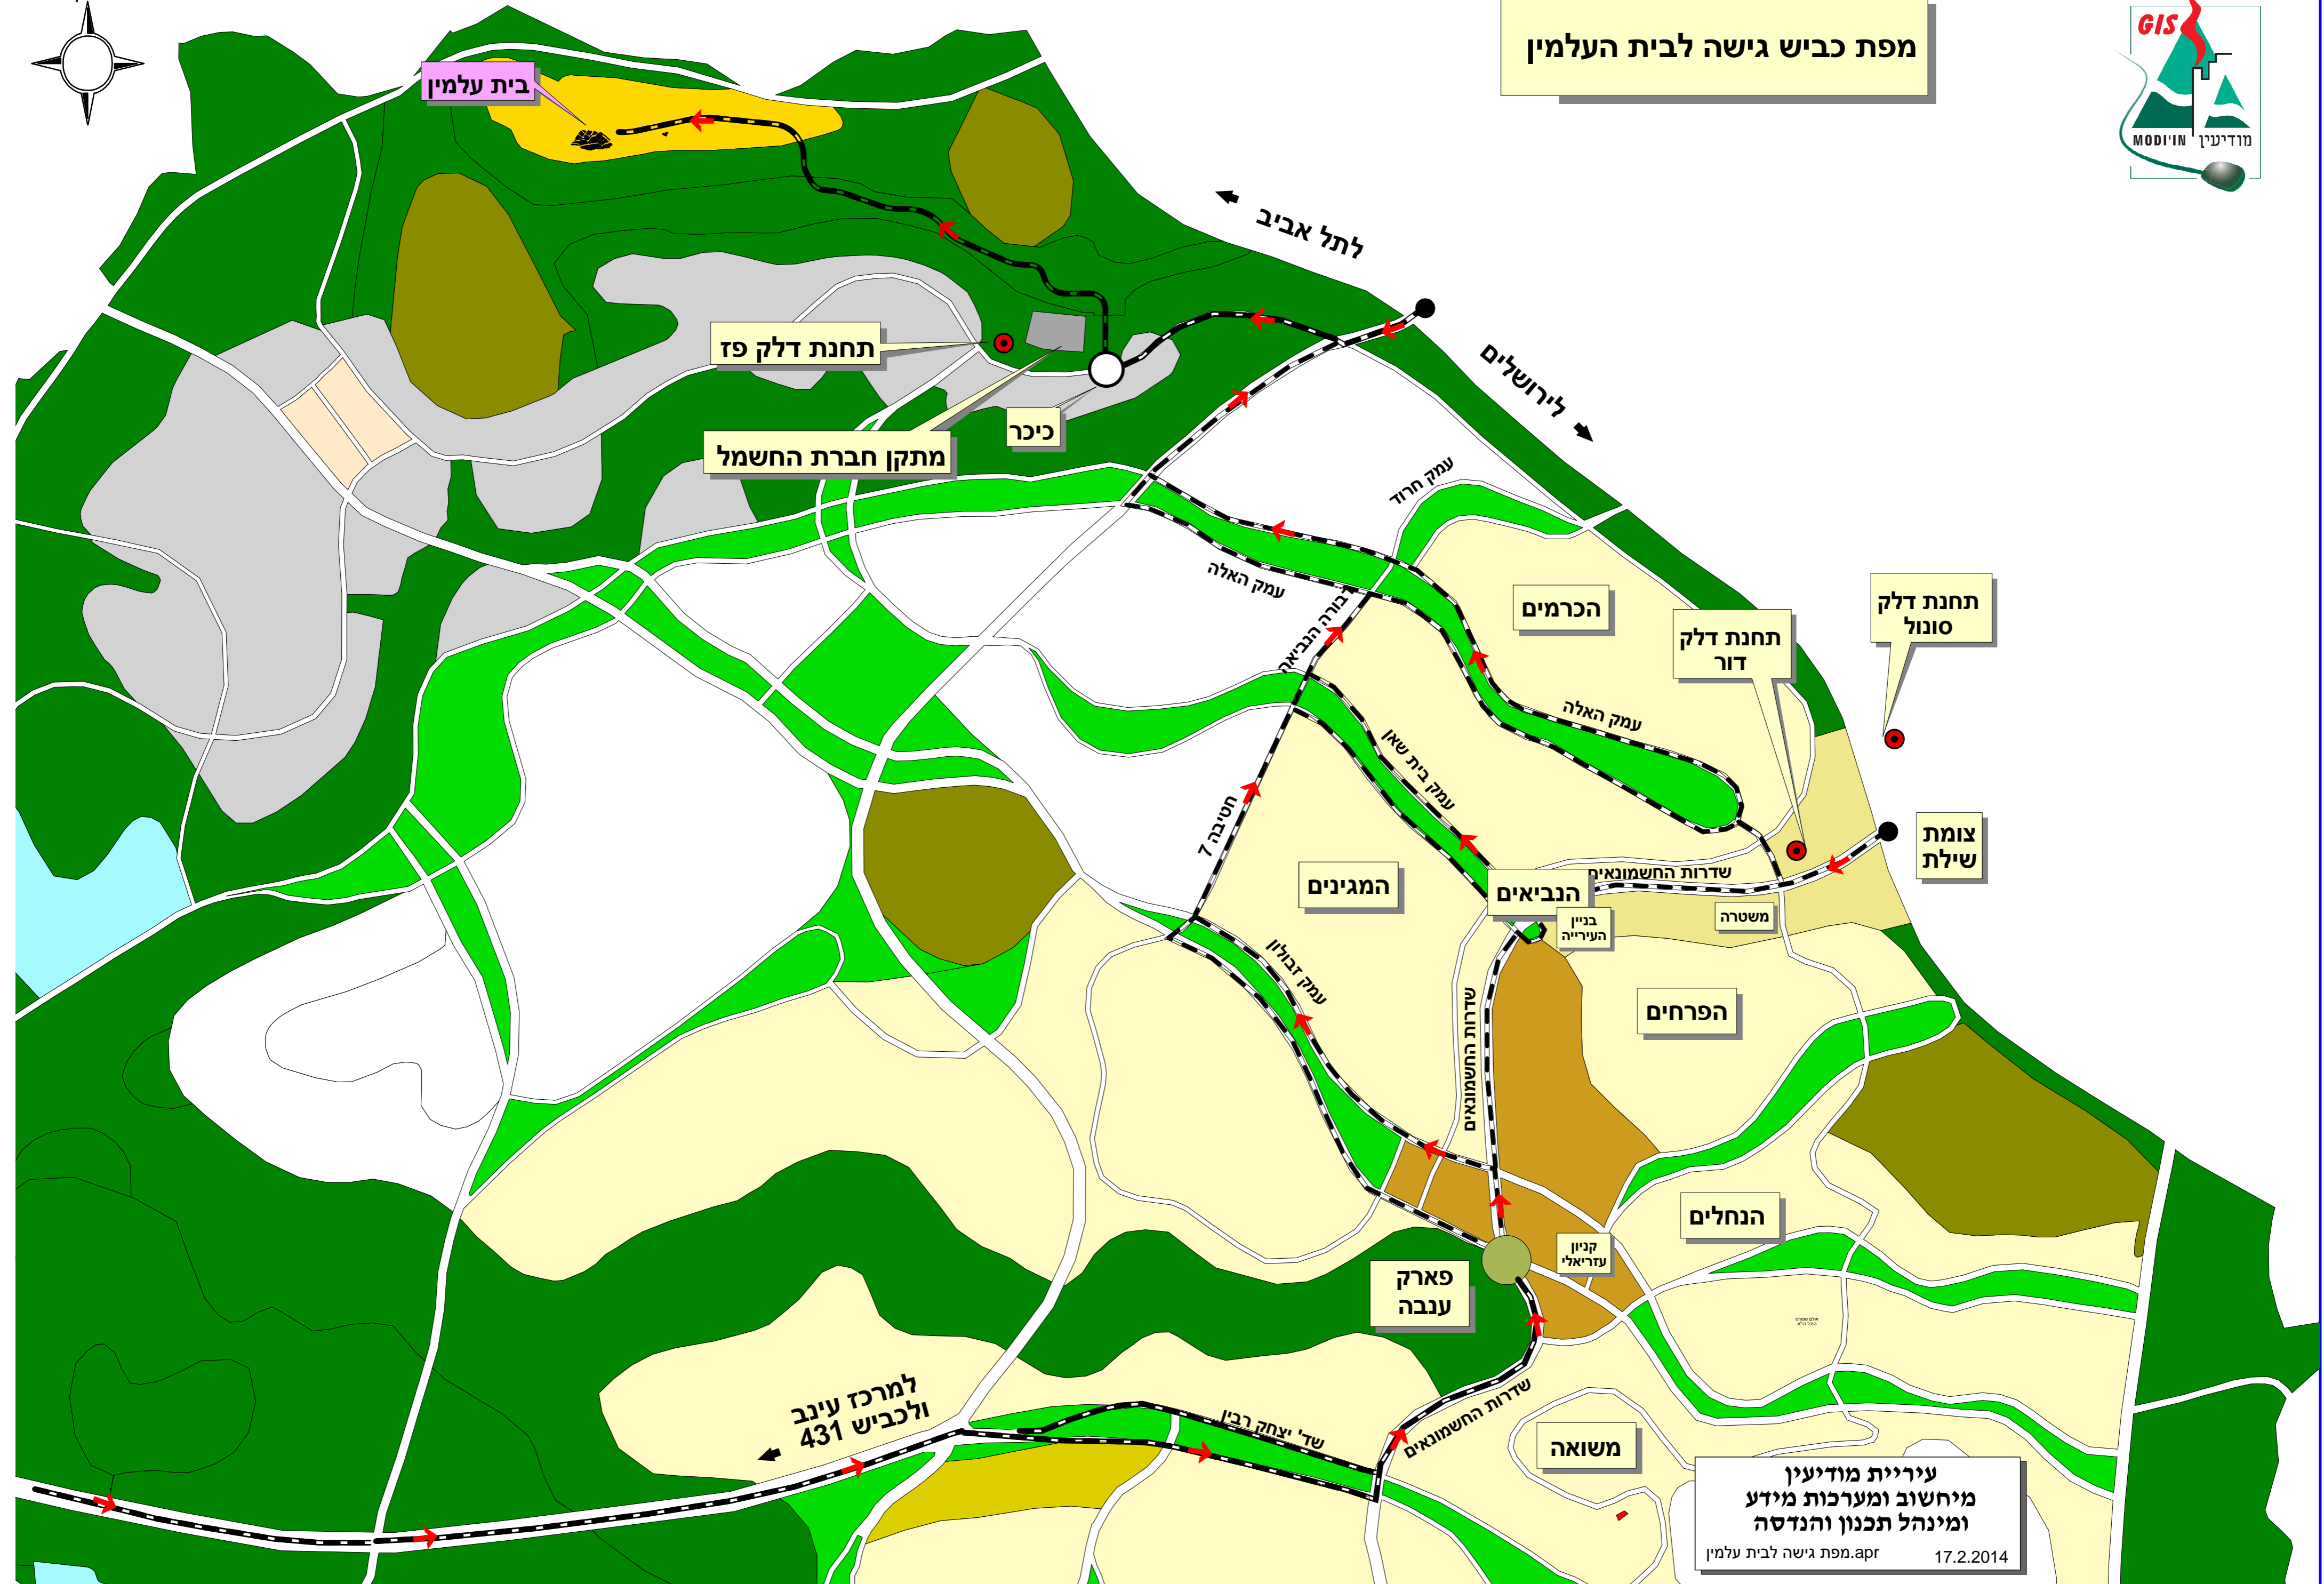 מפת כביש גישה לבית העלמין
GIS
MODI'IN מודיעין
בית עלמין
לתל אביב
לירושלים
תחנת דלק פז
כיכר
מתקן חברת החשמל
עמק חרוד
עמק האלה
דבורה הנביאה
הכרמים
תחנת דלק
דור
תחנת דלק
סונול
עמק האלה
עמק בית שאן
חטיבה 7
צומת
שילת
שדרות החשמונאים
המגינים
הנביאים
משטרה
בניין
העירייה
עמק זבולון
שדרות החשמונאים
הפרחים
הנחלים
קניון
עזריאלי
פארק
ענבה
למרכז עינב
ולכביש 431
שד' יצחק רבין
שדרות החשמונאים
משואה
עיריית מודיעין
מיחשוב ומערכות מידע
ומינהל תכנון והנדסה
מפת גישה לבית עלמין.apr
17.2.2014